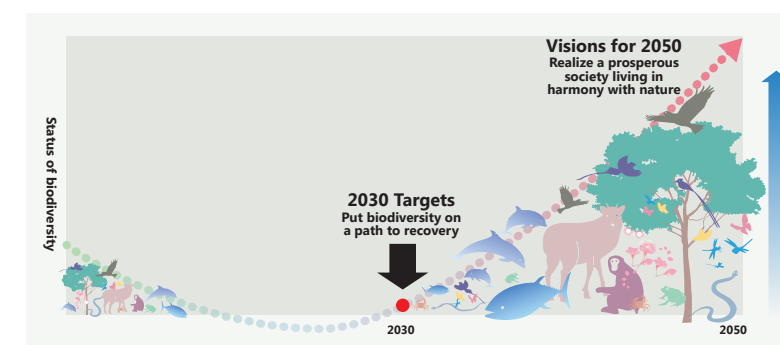 Visions for 2050
Realize a prosperous
society living in
harmony with nature
Status of biodiversity
2030 Targets
Put biodiversity on
a path to recovery
2030
2050